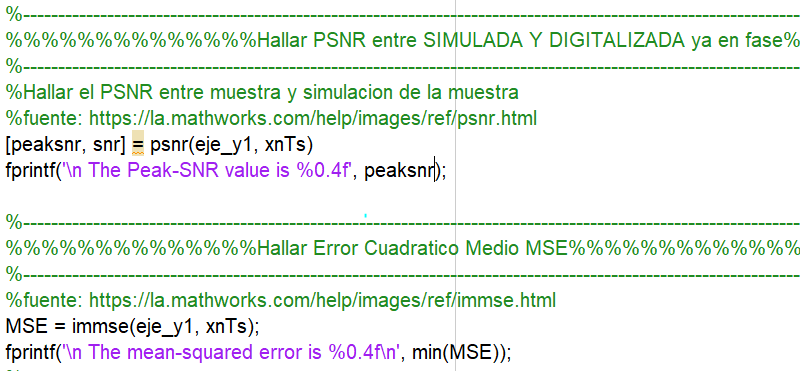 %--------------------------------------------------------------------------------
%%%%%%%%%%%%%%Hallar PSNR entre SIMULADA Y DIGITALIZADA ya en fase%
%--------------------------------------------------------------------------------
%Hallar el PSNR entre muestra y simulacion de la muestra
%fuente: https://la.mathworks.com/help/images/ref/psnr.html
[peaksnr, snr] = psnr(eje_y1, xnTs)
fprintf('\n The Peak-SNR value is %0.4f', peaksnr);
%--------------------------------------------------------------------------------
%%%%%%%%%%%%%%Hallar Error Cuadratico Medio MSE%%%%%%%%%%%%%
%--------------------------------------------------------------------------------
%fuente: https://la.mathworks.com/help/images/ref/immse.html
MSE = immse(eje_y1, xnTs);
fprintf('\n The mean-squared error is %0.4f\n', min(MSE));